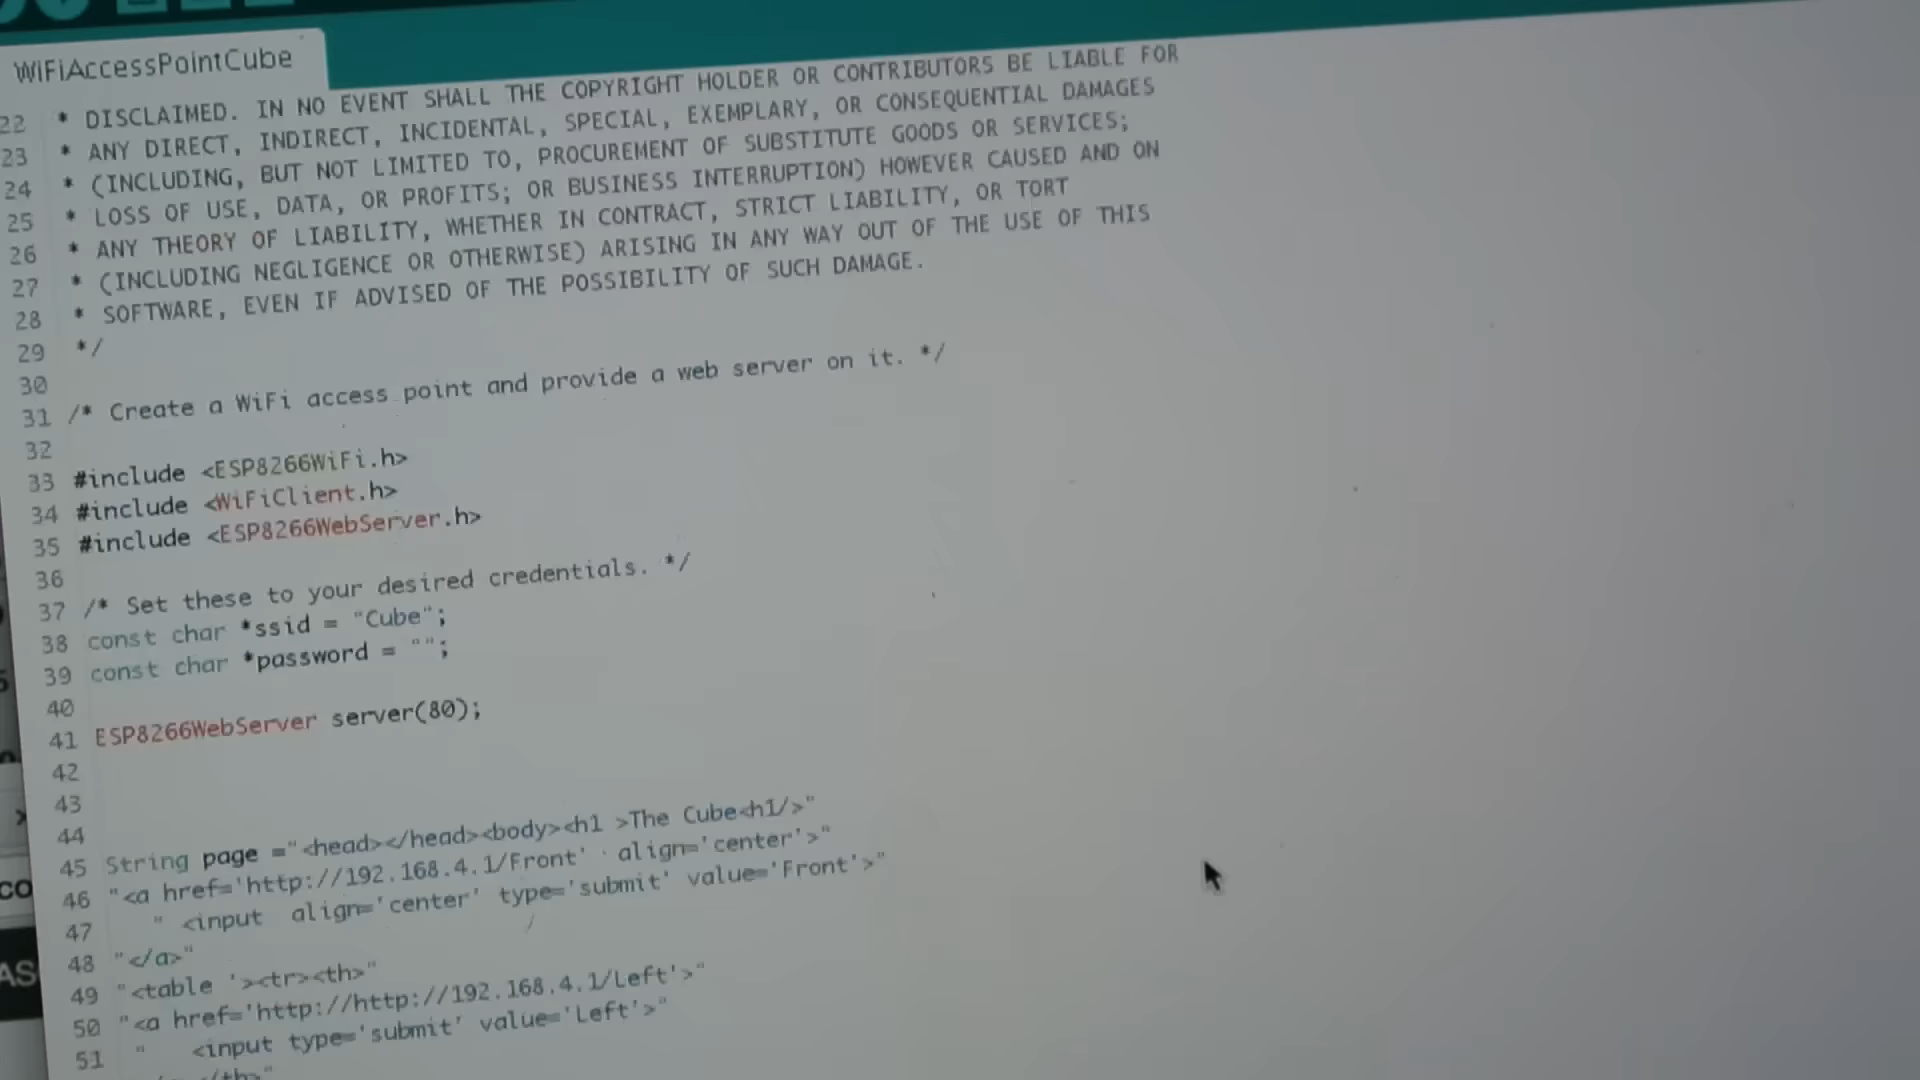 WiFiAccessPointCube
22 * DISCLAIMED. IN NO EVENT SHALL THE COPYRIGHT HOLDER OR CONTRIBUTORS BE LIABLE FOR
23 * ANY DIRECT, INDIRECT, INCIDENTAL, SPECIAL, EXEMPLARY, OR CONSEQUENTIAL DAMAGES
24 * (INCLUDING, BUT NOT LIMITED TO, PROCUREMENT OF SUBSTITUTE GOODS OR SERVICES;
25 * LOSS OF USE, DATA, OR PROFITS; OR BUSINESS INTERRUPTION) HOWEVER CAUSED AND ON
26 * ANY THEORY OF LIABILITY, WHETHER IN CONTRACT, STRICT LIABILITY, OR TORT
27 * (INCLUDING NEGLIGENCE OR OTHERWISE) ARISING IN ANY WAY OUT OF THE USE OF THIS
28 * SOFTWARE, EVEN IF ADVISED OF THE POSSIBILITY OF SUCH DAMAGE.
29 */
30
31 /* Create a WiFi access point and provide a web server on it. */
32
33 #include <ESP8266WiFi.h>
34 #include <WiFiClient.h>
35 #include <ESP8266WebServer.h>
36
37 /* Set these to your desired credentials. */
38 const char *ssid = "Cube";
39 const char *password = "";
40
41 ESP8266WebServer server(80);
42
43
44
45 String page ="<head></head><body><h1 >The Cube<h1/>"
46 "<a href='http://192.168.4.1/Front' align='center'>"
47 " <input align='center' type='submit' value='Front'>"
48 "</a>"
49 "<table '><tr><th>"
50 "<a href='http://http://192.168.4.1/Left'>"
51 " <input type='submit' value='Left'>"